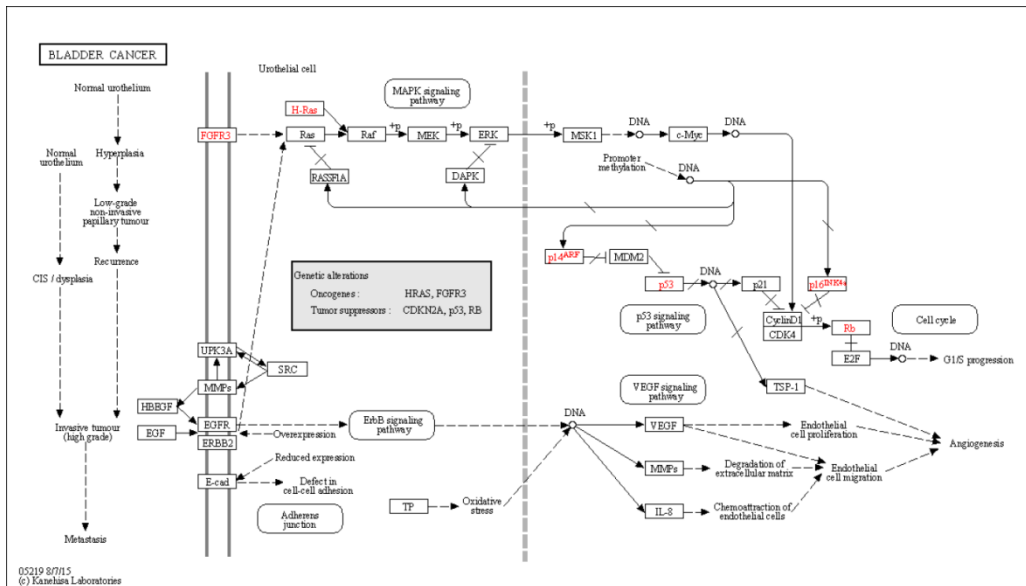 BLADDER CANCER
Normal urothelium
Normal
urothelium
Hyperplasia
Low-grade
non-invasive
papillary tumour
Recurrence
CIS / dysplasia
Invasive tumour
(high grade)
Metastasis
Urothelial cell
MAPK signaling
pathway
H-Ras
FGFR3
Ras
Raf
+p
MEK
+p
ERK
+p
MSK1
DNA
c-Myc
DNA
RASSF1A
DAPK
Promoter
methylation
DNA
p14ARF
MDM2
p53
DNA
p21
p16INK4a
Genetic alterations
Oncogenes : HRAS, FGFR3
Tumor suppressors : CDKN2A, p53, RB
p53 signaling
pathway
CyclinD1
CDK4
+p
Rb
Cell cycle
E2F
DNA
G1/S progression
UPK3A
SRC
MMPs
HBEGF
EGF
EGFR
ERBB2
Overexpression
ErbB signaling
pathway
VEGF signaling
pathway
TSP-1
DNA
VEGF
Endothelial
cell proliferation
Angiogenesis
Reduced expression
E-cad
Defect in
cell-cell adhesion
Adherens
junction
TP
Oxidative
stress
MMPs
Degradation of
extracellular matrix
Endothelial
cell migration
IL-8
Chemoattraction of
endothelial cells
05219 8/7/15
(c) Kanehisa Laboratories